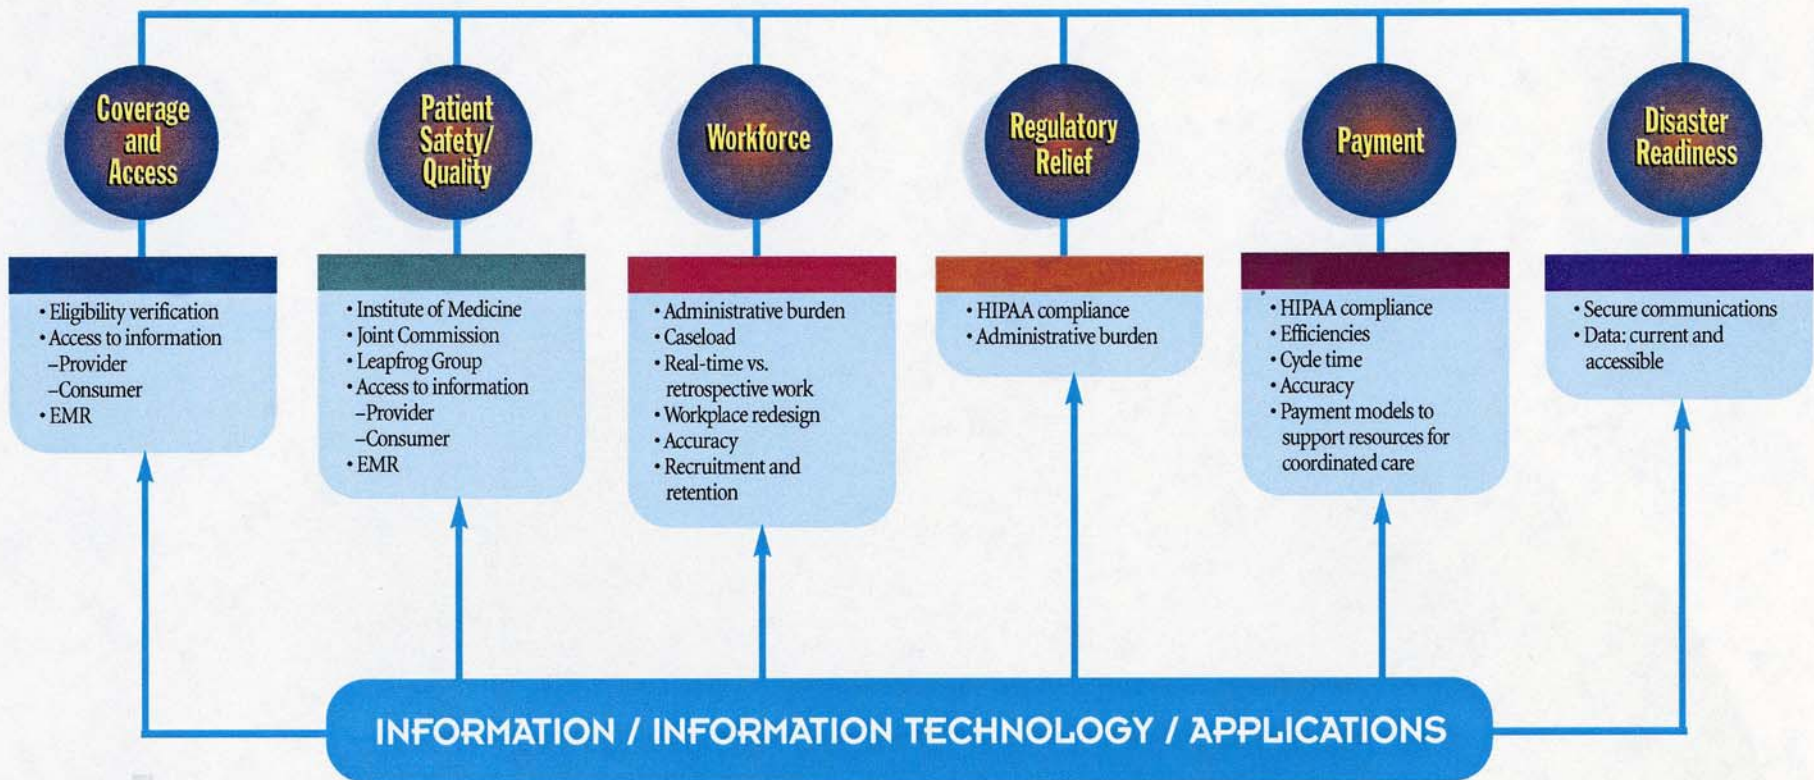 Coverage
and
Access
Patient
Safety/
Quality
Workforce
Regulatory
Relief
Payment
Disaster
Readiness
• Eligibility verification
• Access to information
–Provider
–Consumer
• EMR
• Institute of Medicine
• Joint Commission
• Leapfrog Group
• Access to information
–Provider
–Consumer
• EMR
• Administrative burden
• Caseload
• Real-time vs.
retrospective work
• Workplace redesign
• Accuracy
• Recruitment and
retention
• HIPAA compliance
• Administrative burden
• HIPAA compliance
• Efficiencies
• Cycle time
• Accuracy
• Payment models to
support resources for
coordinated care
• Secure communications
• Data: current and
accessible
INFORMATION / INFORMATION TECHNOLOGY / APPLICATIONS